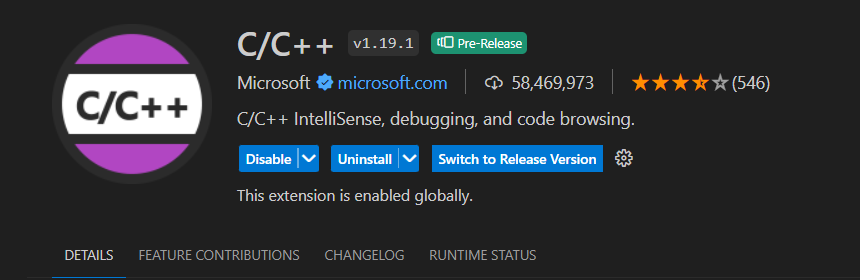 C/C++ v1.19.1 Pre-Release
Microsoft microsoft.com 58,469,973 (546)
C/C++
C/C++ IntelliSense, debugging, and code browsing.
Disable Uninstall Switch to Release Version
This extension is enabled globally.
DETAILS FEATURE CONTRIBUTIONS CHANGELOG RUNTIME STATUS